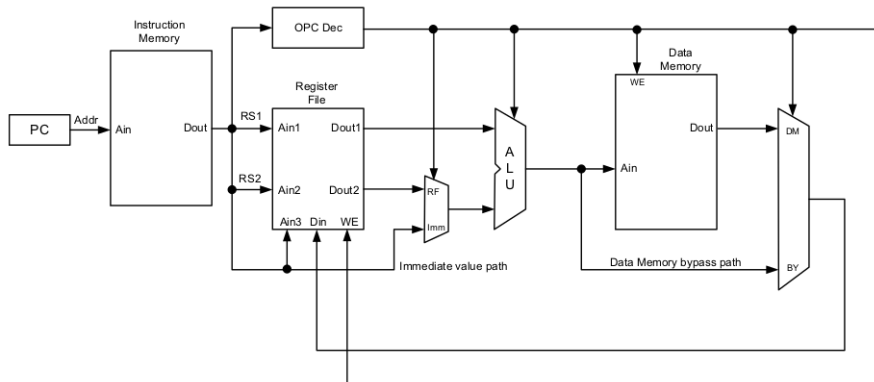 Instruction
Memory
OPC Dec
Data
Memory
Register
File
WE
PC
Addr
Ain
Dout
RS1
Ain1
Dout1
ALU
Dout
DM
RS2
Ain2
Dout2
RF
Ain
Ain3
Din
WE
Imm
Immediate value path
Data Memory bypass path
BY